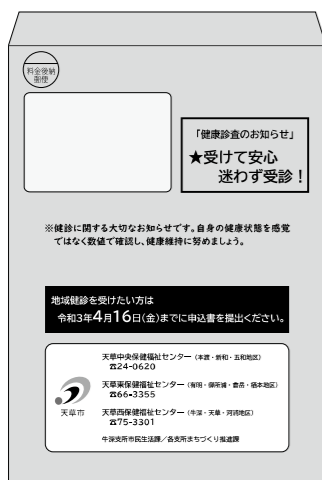 料金後納
郵便
「健康診査のお知らせ」
★受けて安心
迷わず受診！
※健診に関する大切なお知らせです。自身の健康状態を感覚
ではなく数値で確認し、健康維持に努めましょう。
地域健診を受けたい方は
令和3年4月16日(金)までに申込書を提出ください。
天草中央保健福祉センター（本渡・新和・五和地区）
☎24-0620
天草東保健福祉センター（有明・御所浦・倉岳・栖本地区）
☎66-3355
天草西保健福祉センター（牛深・天草・河浦地区）
☎75-3301
天草市
牛深支所市民生活課／各支所まちづくり推進課